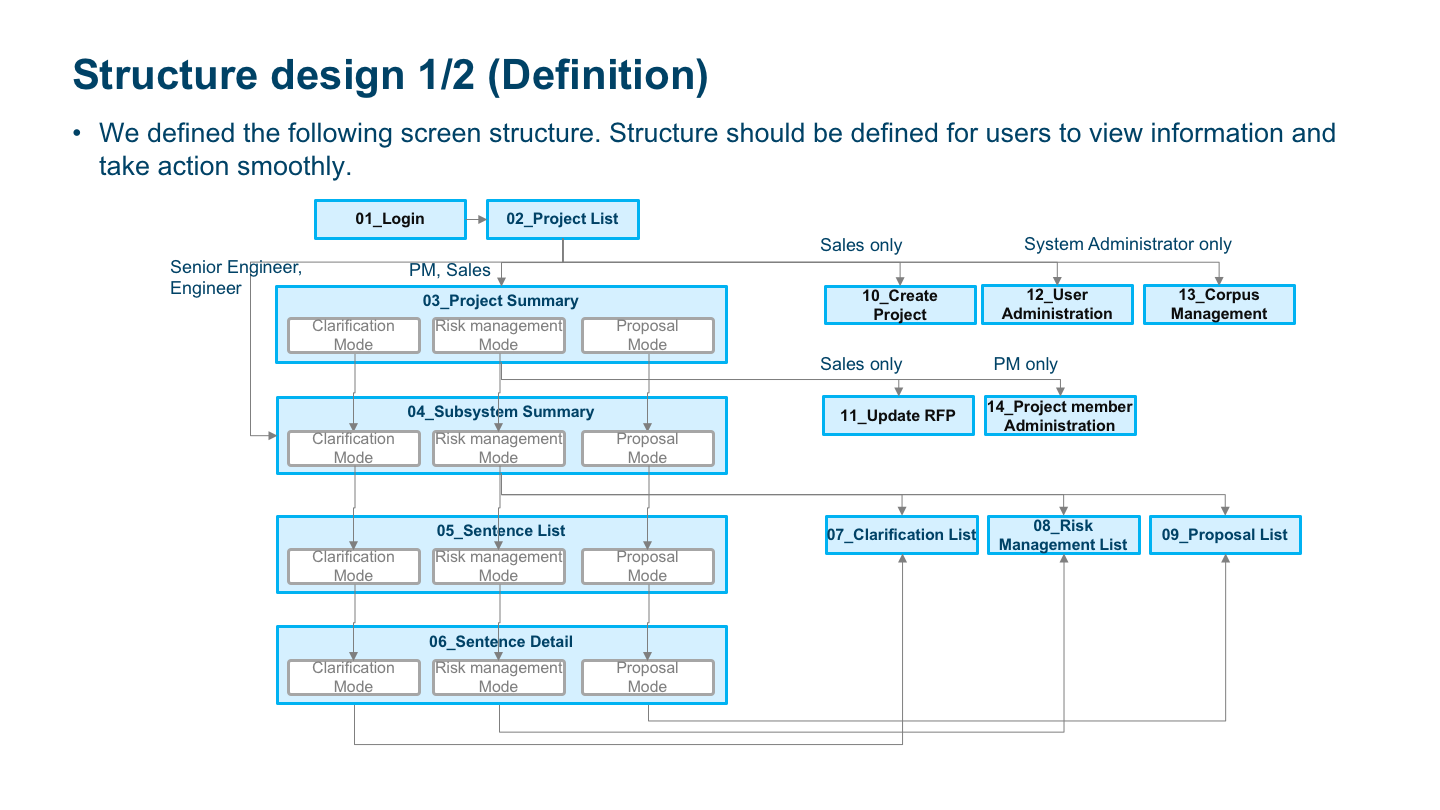 Structure design 1/2 (Definition)
• We defined the following screen structure. Structure should be defined for users to view information and
take action smoothly.
01_Login
02_Project List
Sales only
System Administrator only
Senior Engineer,
Engineer
PM, Sales
03_Project Summary
Clarification
Mode
Risk management
Mode
Proposal
Mode
10_Create
Project
12_User
Administration
13_Corpus
Management
Sales only
PM only
04_Subsystem Summary
Clarification
Mode
Risk management
Mode
Proposal
Mode
11_Update RFP
14_Project member
Administration
05_Sentence List
Clarification
Mode
Risk management
Mode
Proposal
Mode
07_Clarification List
08_Risk
Management List
09_Proposal List
06_Sentence Detail
Clarification
Mode
Risk management
Mode
Proposal
Mode